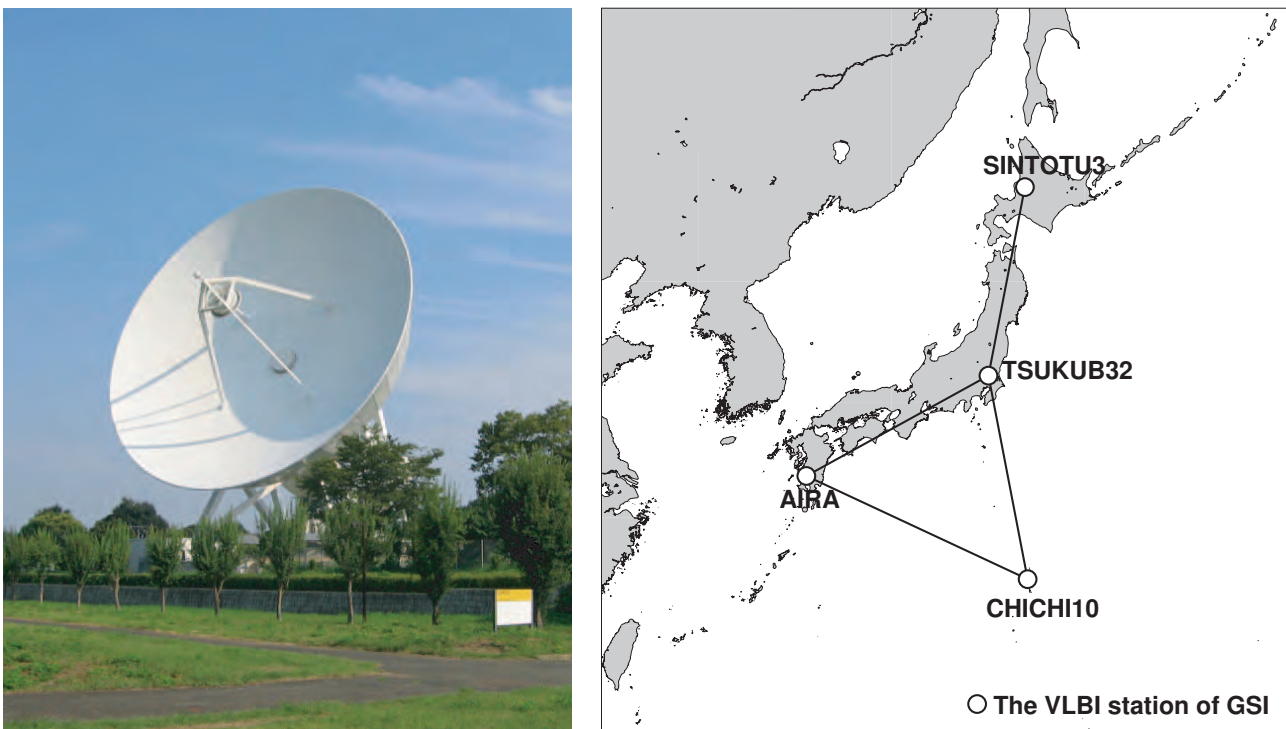 SINTOTU3
TSUKUB32
AIRA
CHICHI10
The VLBI station of GSI